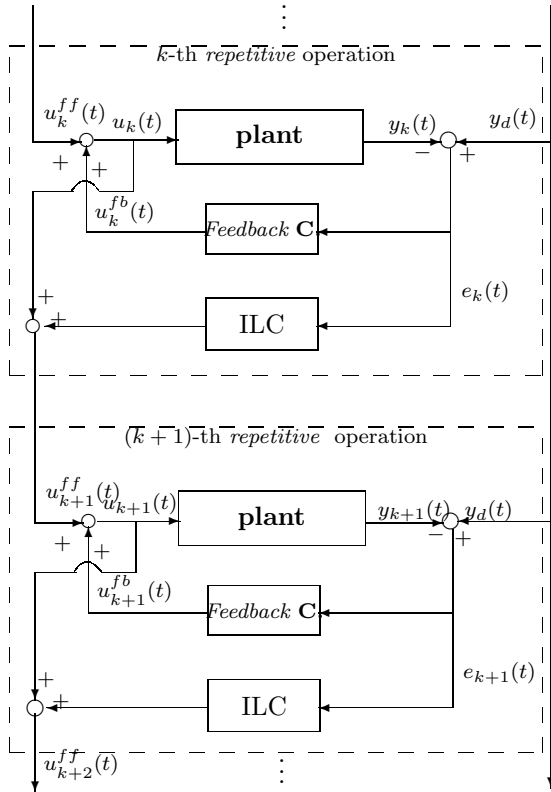 ⋮
k-th repetitive operation
u_k^{ff}(t) u_k(t) plant y_k(t) y_d(t)
+ + − +
u_k^{fb}(t) Feedback C
+ e_k(t)
+ ILC
(k + 1)-th repetitive operation
u_{k+1}^{ff}(t) u_{k+1}(t) plant y_{k+1}(t) y_d(t)
+ + − +
u_{k+1}^{fb}(t) Feedback C
+ e_{k+1}(t)
+ ILC
u_{k+2}^{ff}(t) ⋮